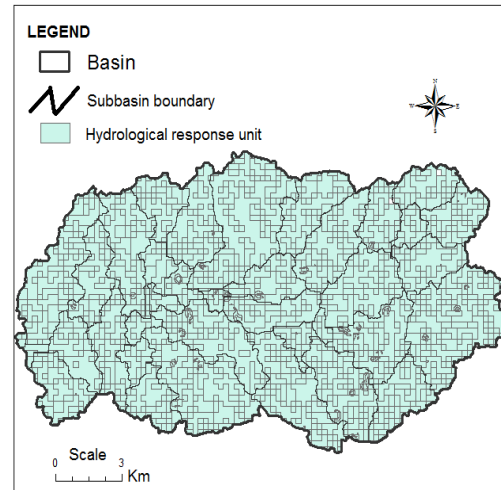 LEGEND
Basin
Subbasin boundary
Hydrological response unit
N
W E
S
Scale
0 3
Km